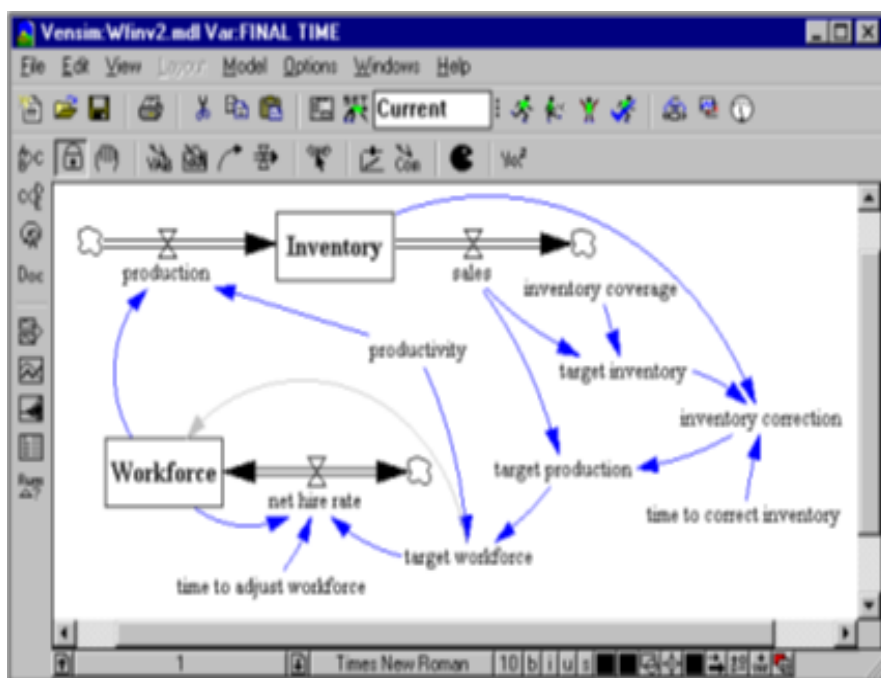 Vensim:Wfinv2.mdl Var:FINAL TIME
File Edit View Layout Model Options Windows Help
Current
Doc
Inventory
production
sales
inventory coverage
productivity
target inventory
inventory correction
Workforce
target production
net hire rate
time to correct inventory
target workforce
time to adjust workforce
1
Times New Roman
10 b i u s